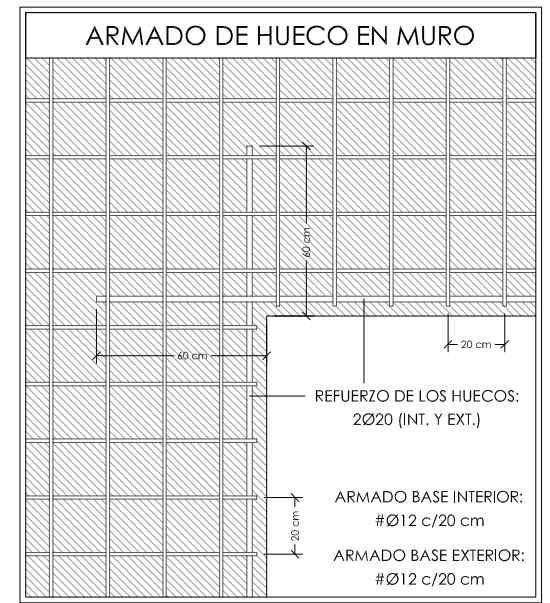 ARMADO DE HUECO EN MURO
60 cm
60 cm
20 cm
REFUERZO DE LOS HUECOS:
2Ø20 (INT. Y EXT.)
20 cm
ARMADO BASE INTERIOR:
#Ø12 c/20 cm
ARMADO BASE EXTERIOR:
#Ø12 c/20 cm